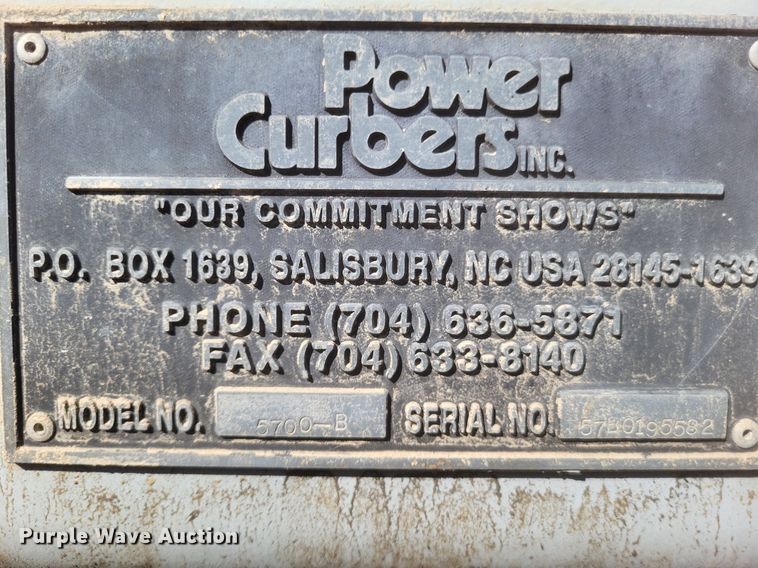 Power
Curbers INC.
"OUR COMMITMENT SHOWS"
P.O. BOX 1639, SALISBURY, NC USA 28145-1639
PHONE (704) 636-5871
FAX (704) 633-8140
MODEL NO. 5700-B SERIAL NO. 57B0195582
Purple Wave Auction